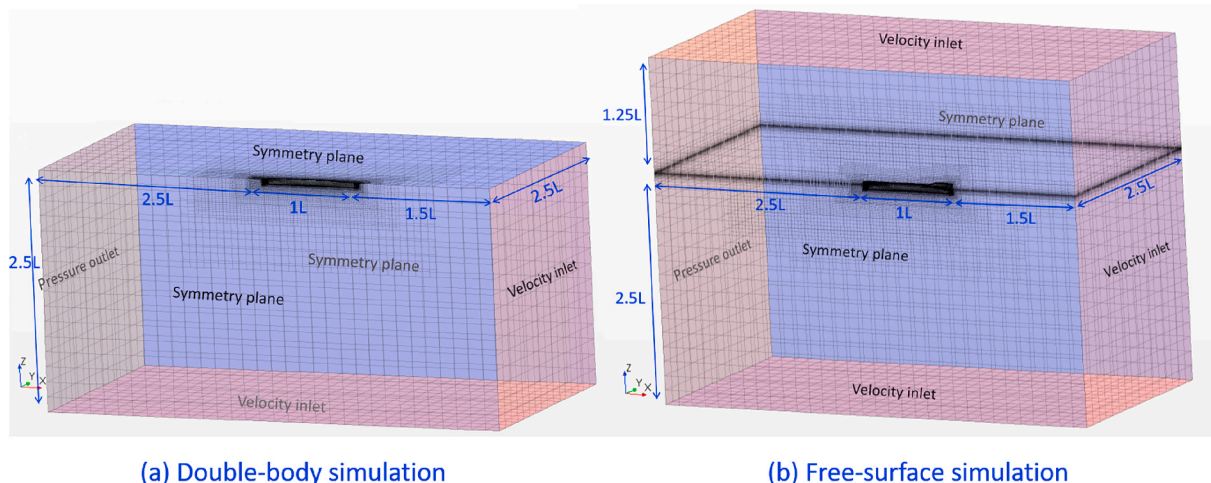 Symmetry plane
2.5L
1L
1.5L
2.5L
2.5L
Pressure outlet
Symmetry plane
Symmetry plane
Velocity inlet
Velocity inlet
Z
Y
X
(a) Double-body simulation
Velocity inlet
1.25L
Symmetry plane
2.5L
1L
1.5L
2.5L
Pressure outlet
Symmetry plane
Velocity inlet
2.5L
Velocity inlet
Z
Y
X
(b) Free-surface simulation